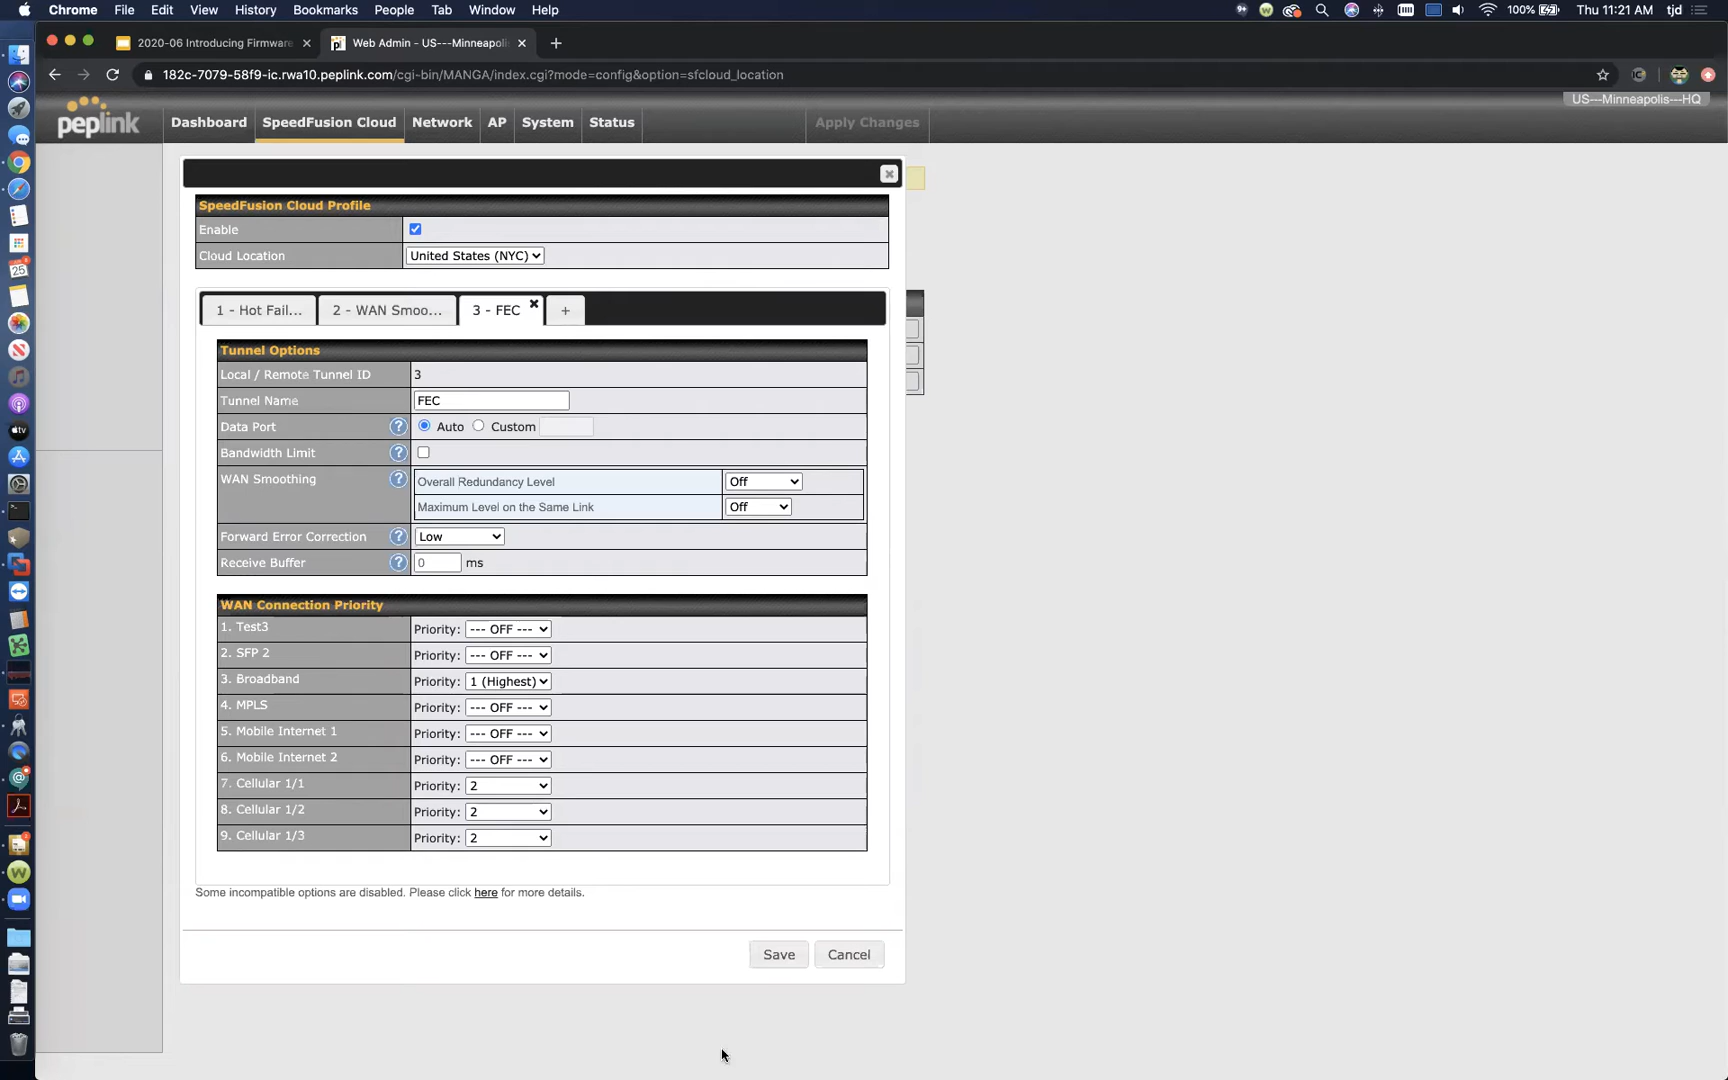 Chrome File Edit View History Bookmarks People Tab Window Help 100% Thu 11:21 AM tjd
2020-06 Introducing Firmware Web Admin - US---Minneapolis
182c-7079-58f9-ic.rwa10.peplink.com/cgi-bin/MANGA/index.cgi?mode=config&option=sfcloud_location
US---Minneapolis---HQ
peplink Dashboard SpeedFusion Cloud Network AP System Status Apply Changes
SpeedFusion Cloud Profile
Enable
Cloud Location United States (NYC)
1 - Hot Fail... 2 - WAN Smoo... 3 - FEC +
Tunnel Options
Local / Remote Tunnel ID 3
Tunnel Name FEC
Data Port ? Auto Custom
Bandwidth Limit ?
WAN Smoothing ? Overall Redundancy Level Off
Maximum Level on the Same Link Off
Forward Error Correction ? Low
Receive Buffer ? 0 ms
WAN Connection Priority
1. Test3 Priority: --- OFF ---
2. SFP 2 Priority: --- OFF ---
3. Broadband Priority: 1 (Highest)
4. MPLS Priority: --- OFF ---
5. Mobile Internet 1 Priority: --- OFF ---
6. Mobile Internet 2 Priority: --- OFF ---
7. Cellular 1/1 Priority: 2
8. Cellular 1/2 Priority: 2
9. Cellular 1/3 Priority: 2
Some incompatible options are disabled. Please click here for more details.
Save Cancel